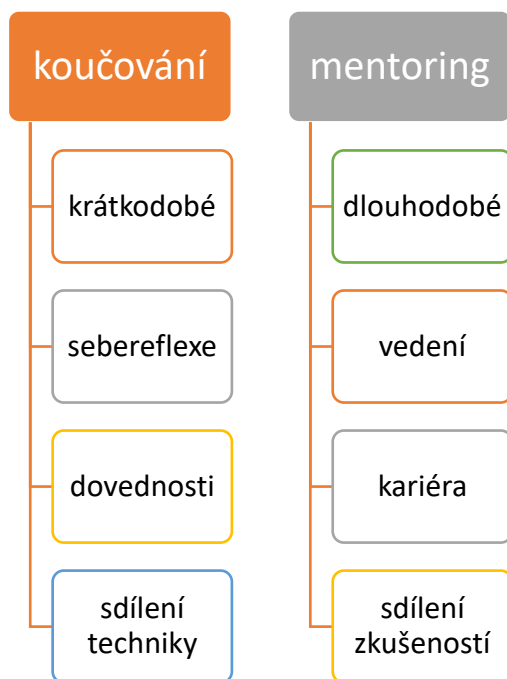 koučování
krátkodobé
sebereflexe
dovednosti
sdílení
techniky
mentoring
dlouhodobé
vedení
kariéra
sdílení
zkušeností